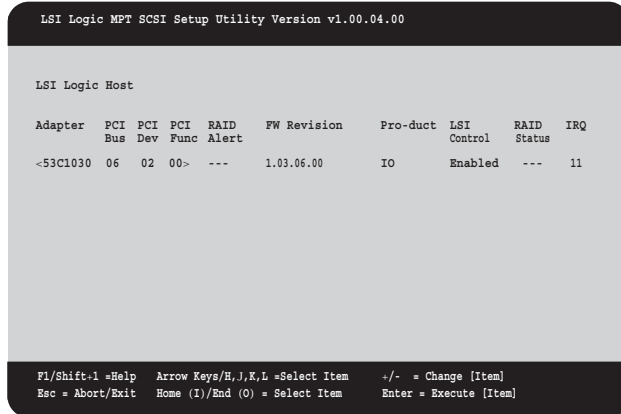 LSI Logic MPT SCSI Setup Utility Version v1.00.04.00
LSI Logic Host
Adapter PCI PCI PCI RAID FW Revision Pro-duct LSI RAID IRQ
Bus Dev Func Alert Control Status
<53C1030 06 02 00> --- 1.03.06.00 IO Enabled --- 11
F1/Shift+1 =Help Arrow Keys/H,J,K,L =Select Item +/- = Change [Item]
Esc = Abort/Exit Home (I)/End (O) = Select Item Enter = Execute [Item]